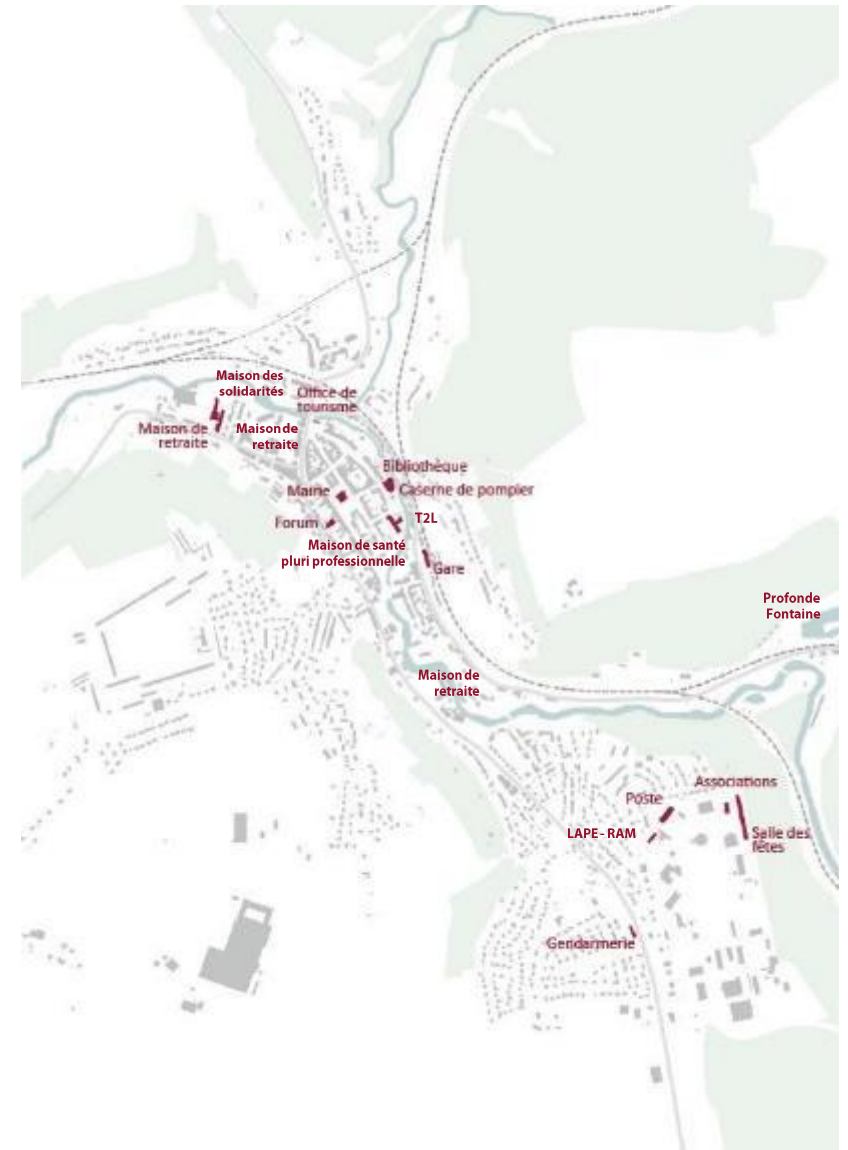 Maison des
solidarités
Office de
tourisme
Maison de
retraite
Maison de
retraite
Bibliothèque
Caserne de pompier
Mairie
Forum
T2L
Maison de santé
pluri professionnelle
Gare
Profonde
Fontaine
Maison de
retraite
Associations
Poste
LAPE - RAM
Salle des
fêtes
Gendarmerie